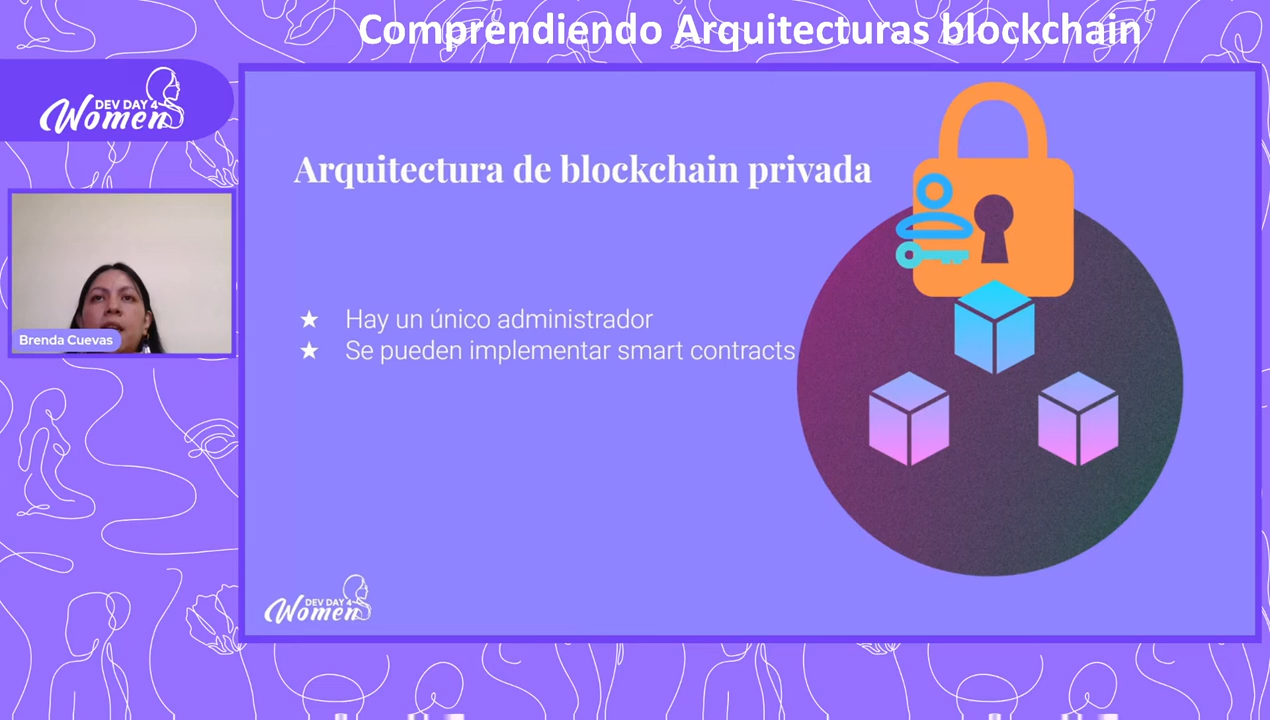 Comprendiendo Arquitecturas blockchain
DEV DAY 4
Women
Arquitectura de blockchain privada
★ Hay un único administrador
★ Se pueden implementar smart contracts
Brenda Cuevas
DEV DAY 4
Women